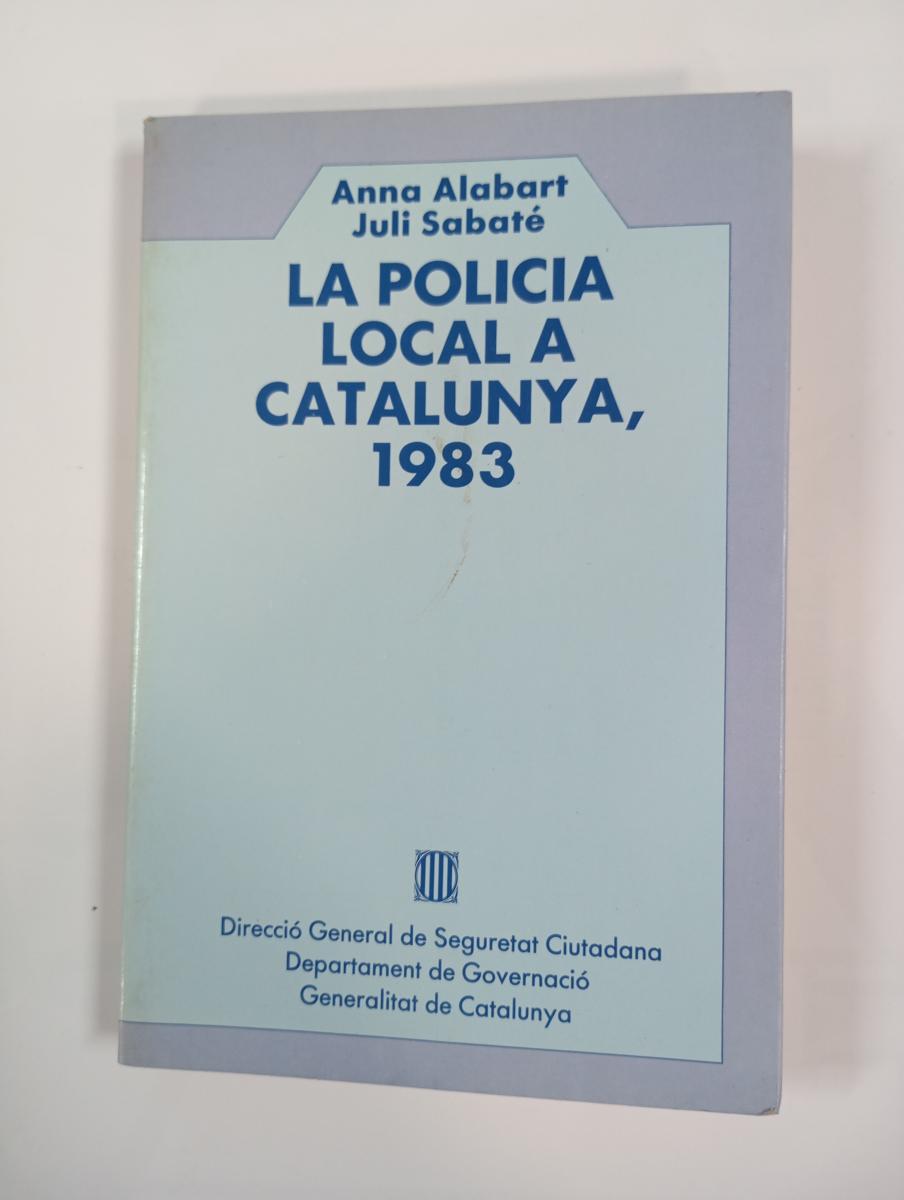 Anna Alabart
Juli Sabaté
LA POLICIA
LOCAL A
CATALUNYA,
1983
Direcció General de Seguretat Ciutadana
Departament de Governació
Generalitat de Catalunya